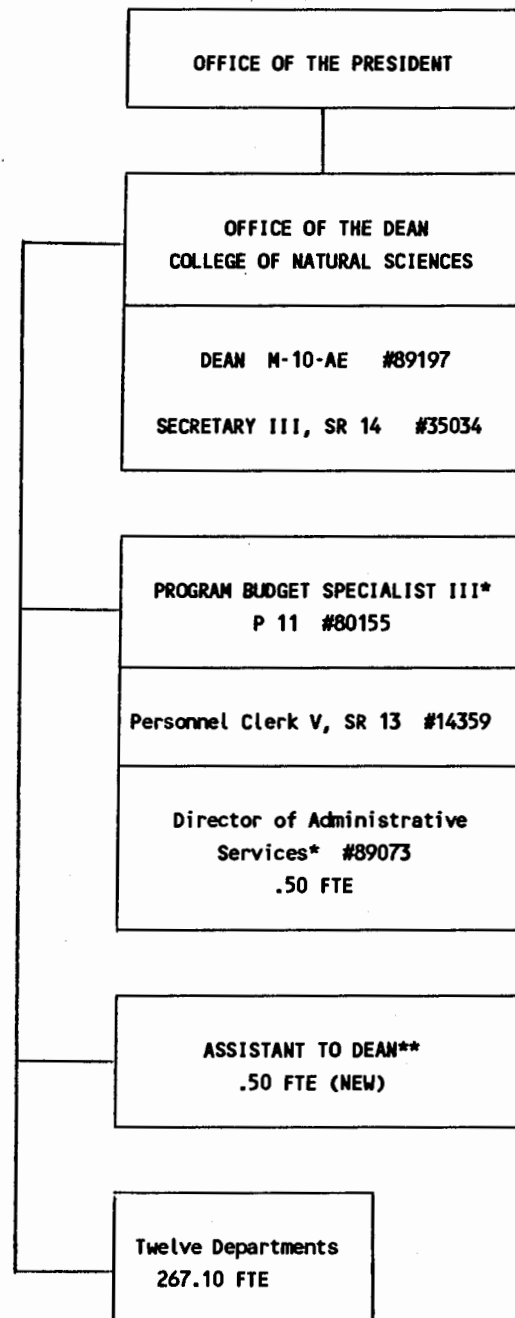 OFFICE OF THE PRESIDENT
OFFICE OF THE DEAN
COLLEGE OF NATURAL SCIENCES
DEAN M-10-AE #89197
SECRETARY III, SR 14 #35034
PROGRAM BUDGET SPECIALIST III*
P 11 #80155
Personnel Clerk V, SR 13 #14359
Director of Administrative
Services* #89073
.50 FTE
ASSISTANT TO DEAN**
.50 FTE (NEW)
Twelve Departments
267.10 FTE